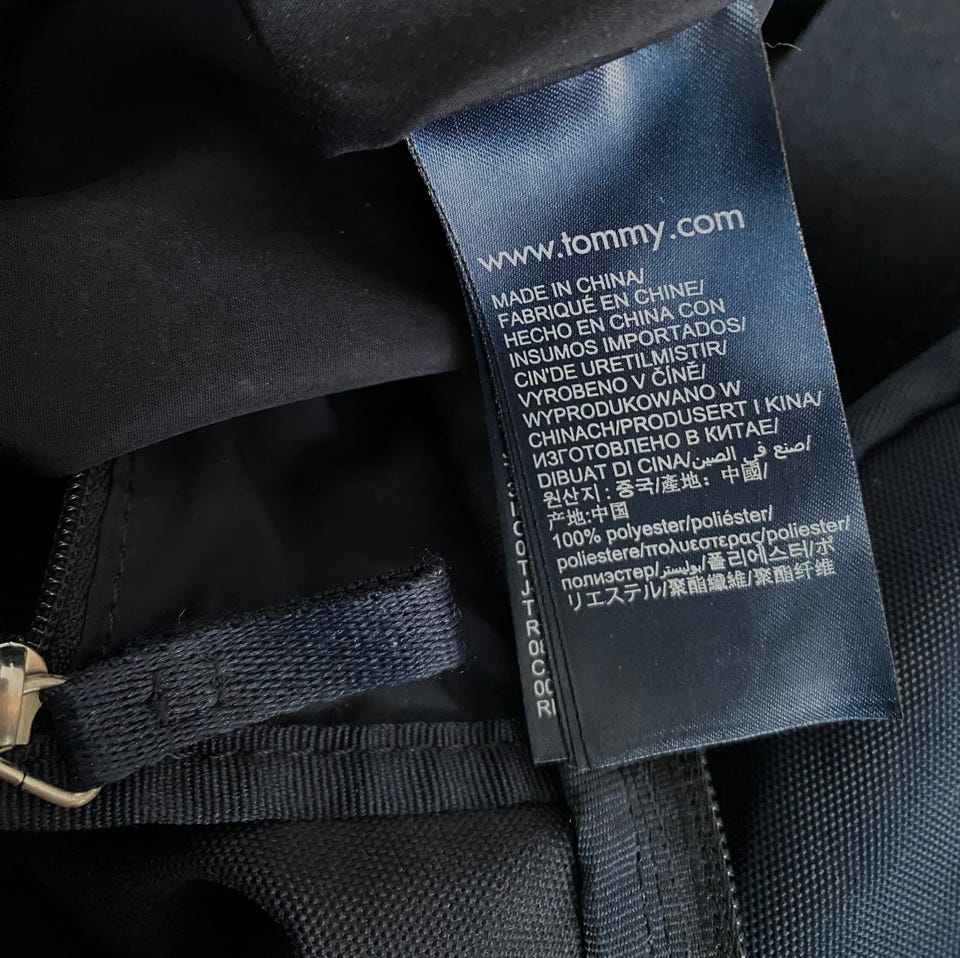 www.tommy.com
MADE IN CHINA/
FABRIQUÉ EN CHINE/
HECHO EN CHINA CON
INSUMOS IMPORTADOS/
CIN'DE URETILMISTIR/
VYROBENO V ČÍNĚ/
WYPRODUKOWANO W
CHINACH/PRODUSERT I KINA/
ИЗГОТОВЛЕНО В КИТАЕ/
DIBUAT DI CINA/صنع في الصين/
원산지 : 중국/產地：中國/
产地:中国
100% polyester/poliéster/
poliestere/πολυεστερας/poliester/
полиэстер/بوليستر/폴리에스터/ポ
リエステル/聚酯纖維/聚酯纤维